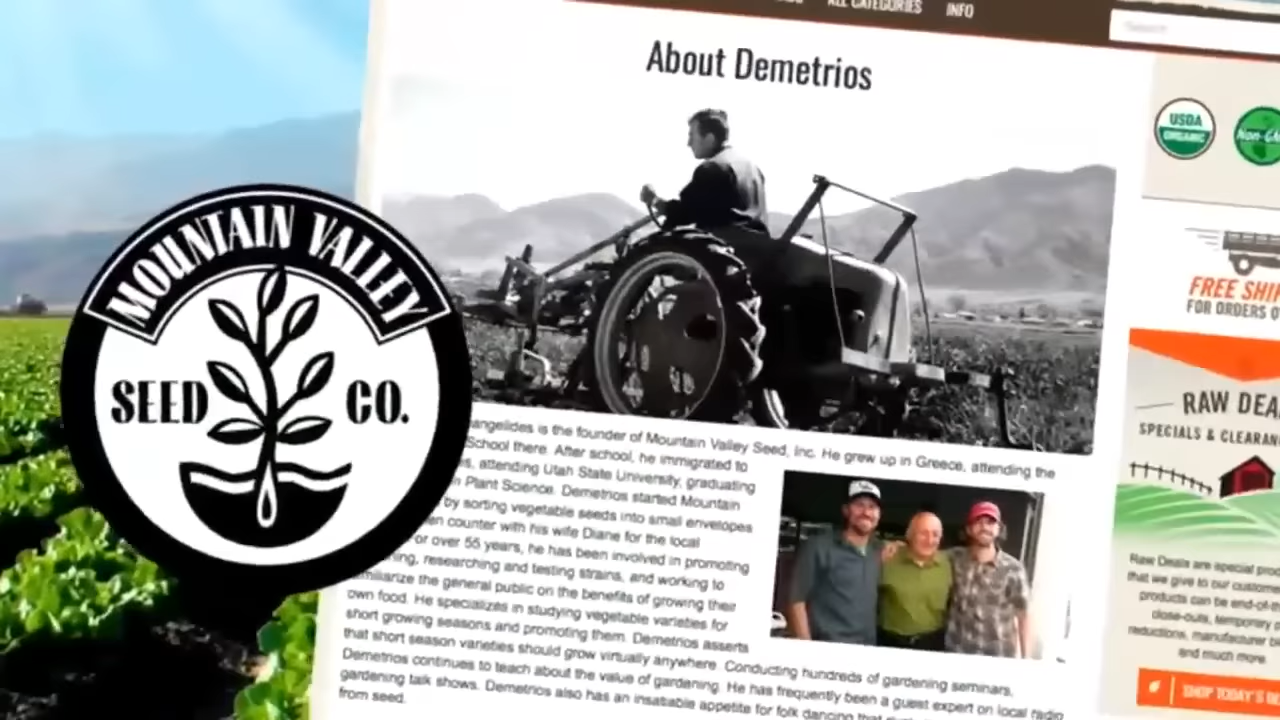 ALL CATEGORIES
INFO
Search
About Demetrios
USDA
ORGANIC
MOUNTAIN VALLEY
SEED CO.
FREE
FOR ORDERS
RAW
SPECIALS &
angelides is the founder of Mountain Valley Seed, Inc. He grew up in Greece, attending the
School there. After school, he immigrated to
attending Utah State University, graduating
in Plant Science. Demetrios started Mountain
by sorting vegetable seeds into small envelopes
counter with his wife Diane for the local
or over 55 years, he has been involved in promoting
researching and testing strains, and working to
the general public on the benefits of growing their
own food. He specializes in studying vegetable varieties for
short growing seasons and promoting them. Demetrios asserts
that short season varieties should grow virtually anywhere. Conducting hundreds of gardening seminars,
Demetrios continues to teach about the value of gardening. He has frequently been a guest expert on local radio
gardening talk shows. Demetrios also has an insatiable appetite for folk dancing that
from seed.
Raw Deals are special
that we give to our
products can be
close-outs, temporary
reductions, manufacturer
and much more.
SHOP TODAY'S